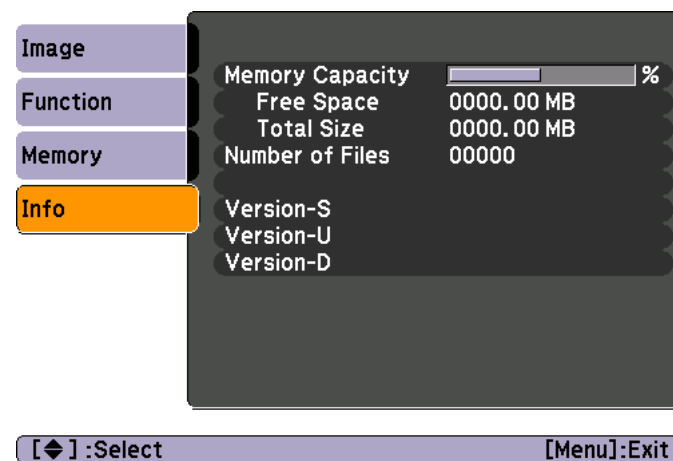 Image
Function
Memory
Info
Memory Capacity %
Free Space 0000.00 MB
Total Size 0000.00 MB
Number of Files 00000
Version-S
Version-U
Version-D
[◆] :Select [Menu]:Exit